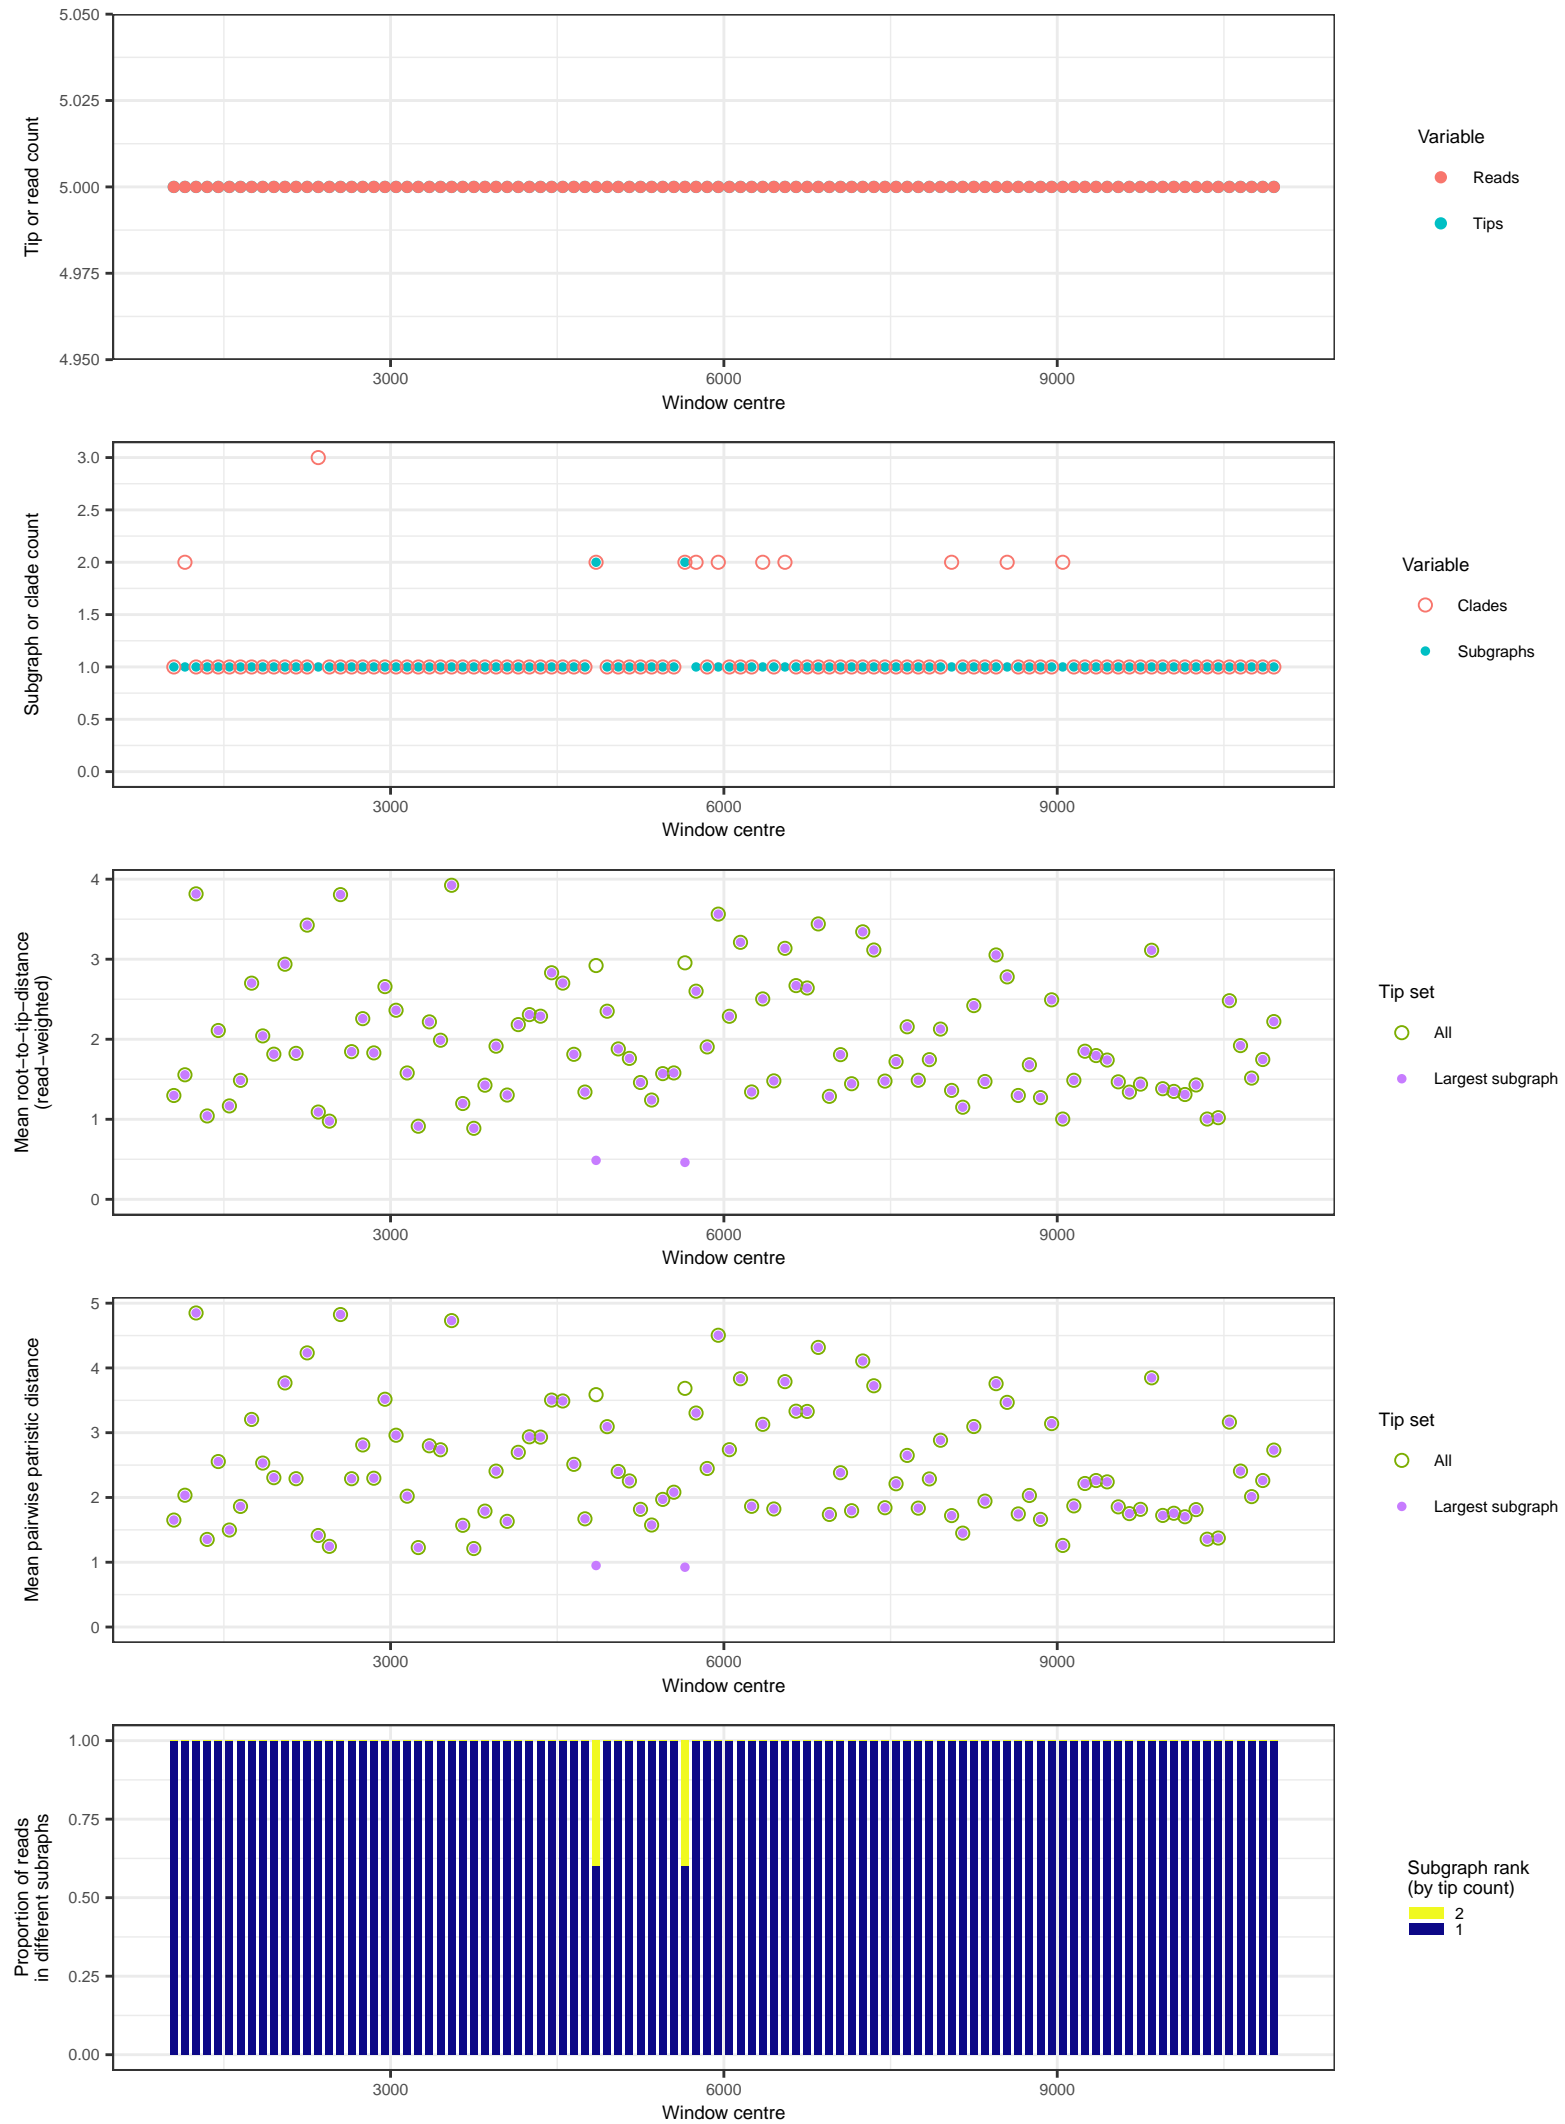 5.050
5.025
5.000
4.975
4.950
Tip or read count
3000
6000
9000
Window centre
Variable
Reads
Tips
3.0
2.5
2.0
1.5
1.0
0.5
0.0
Subgraph or clade count
3000
6000
9000
Window centre
Variable
Clades
Subgraphs
4
3
2
1
0
Mean root−to−tip−distance
(read−weighted)
3000
6000
9000
Window centre
Tip set
All
Largest subgraph
5
4
3
2
1
0
Mean pairwise patristic distance
3000
6000
9000
Window centre
Tip set
All
Largest subgraph
1.00
0.75
0.50
0.25
0.00
Proportion of reads
in different subraphs
3000
6000
9000
Window centre
Subgraph rank
(by tip count)
2
1